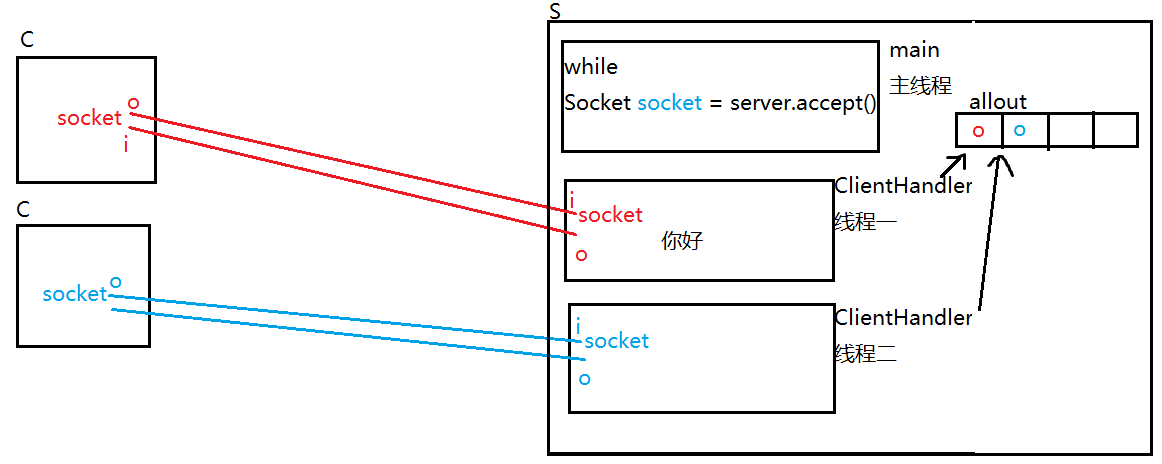 C
o
socket
i
C
o
socket
S
while
Socket socket = server.accept()
main
主线程
allout
o o
ClientHandler
线程一
i
socket
你好
o
ClientHandler
线程二
i
socket
o